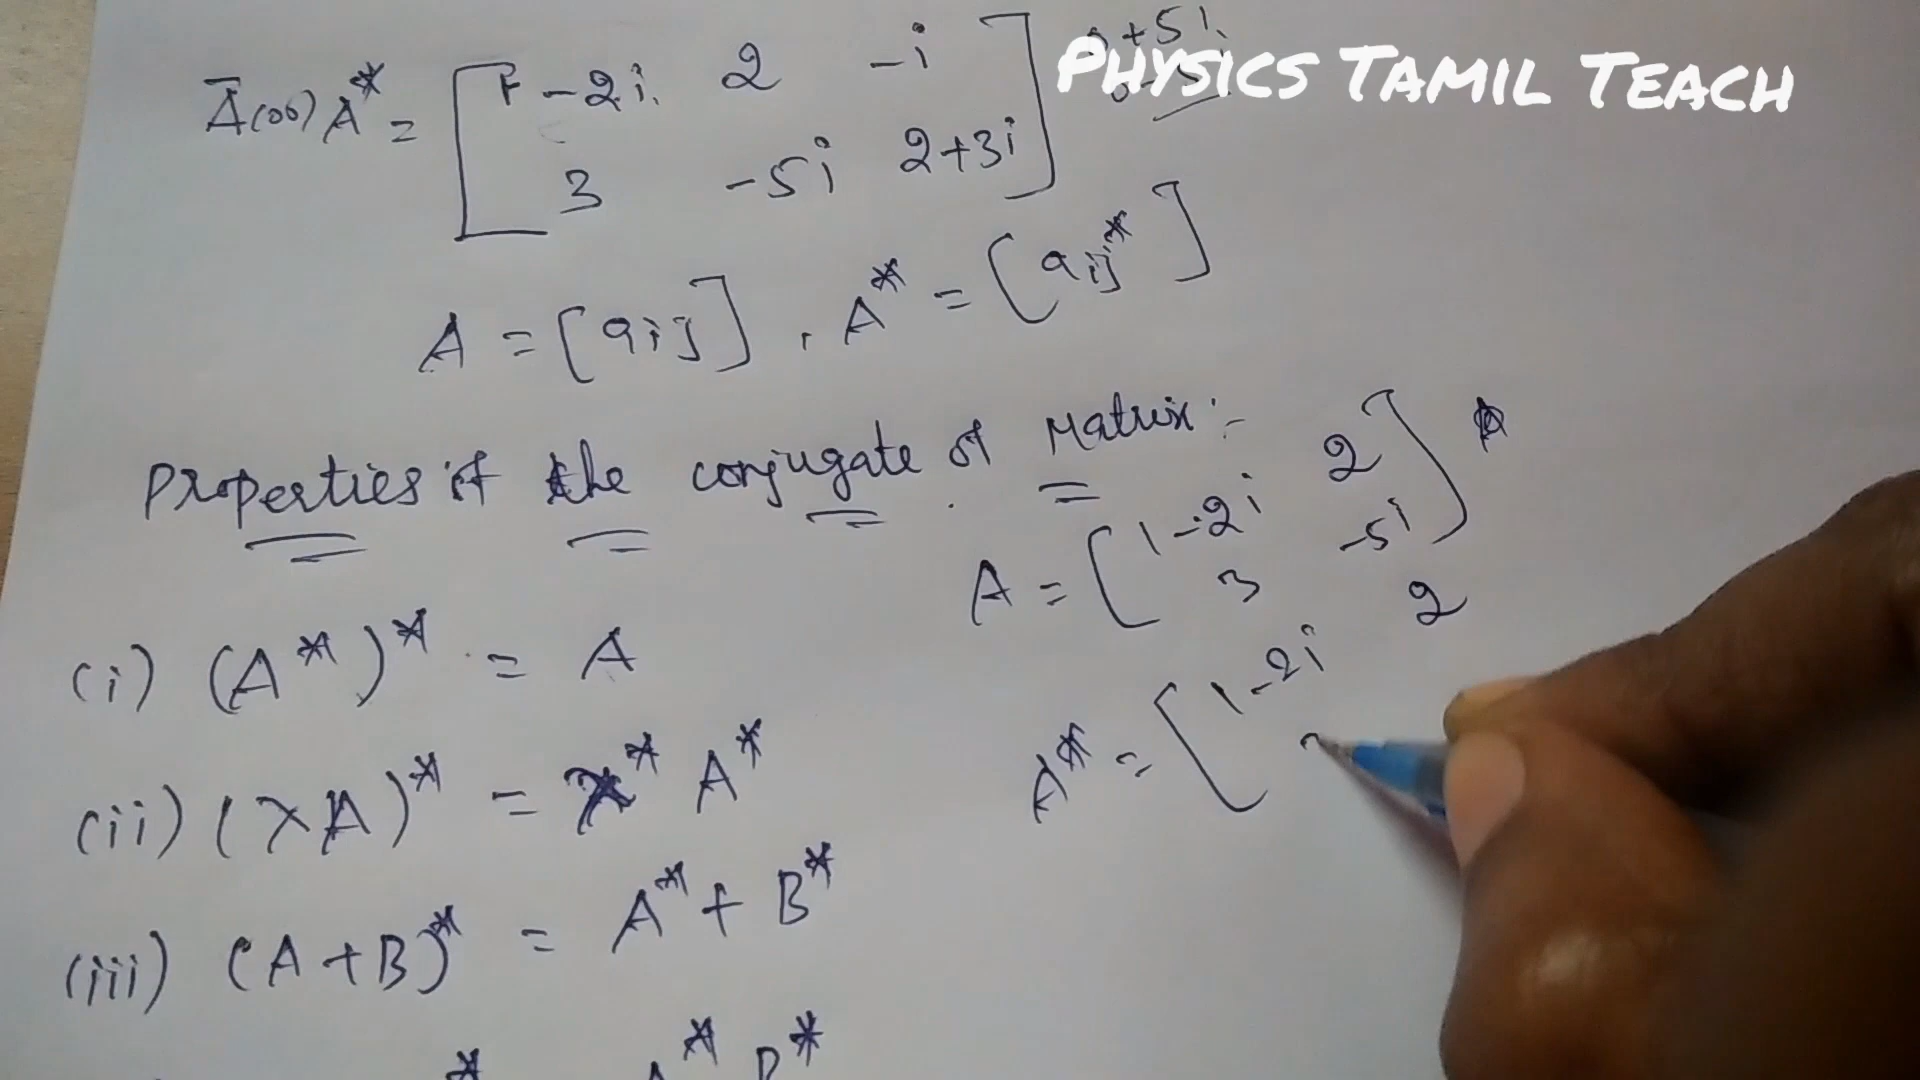 Physics Tamil Teach
Ā (or) A* = [1-2i 2 -i]
[3 -5i 2+3i]
A = [aij] , A* = [aij*]
Properties of the conjugate of Matrix :-
A = [1-2i 2]*
[3 -5i]
(i) (A*)* = A
A* = [1-2i 2
(ii) (λA)* = λ* A*
(iii) (A+B)* = A* + B*